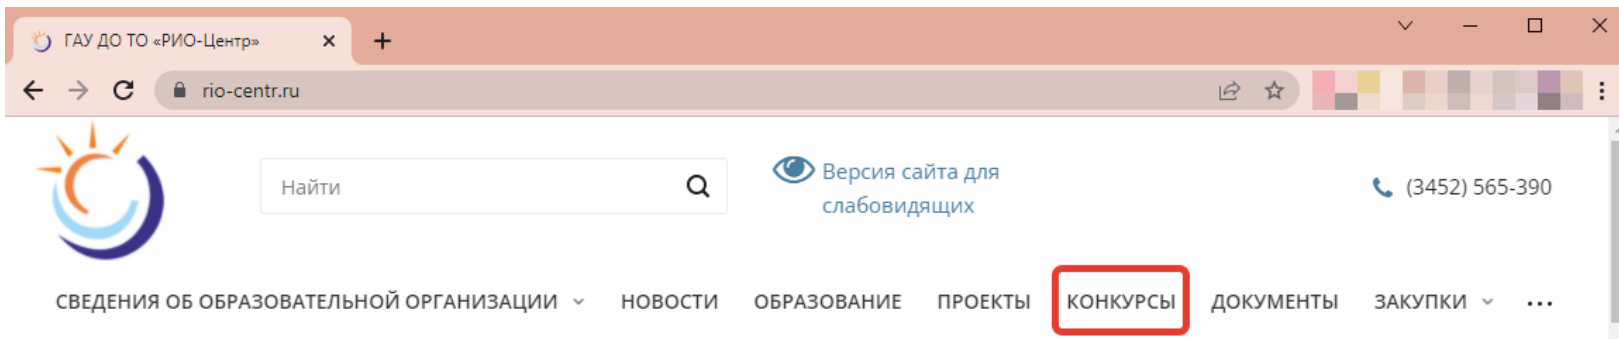 ГАУ ДО ТО «РИО-Центр»
rio-centr.ru
Найти
Версия сайта для
слабовидящих
(3452) 565-390
СВЕДЕНИЯ ОБ ОБРАЗОВАТЕЛЬНОЙ ОРГАНИЗАЦИИ НОВОСТИ ОБРАЗОВАНИЕ ПРОЕКТЫ КОНКУРСЫ ДОКУМЕНТЫ ЗАКУПКИ ...